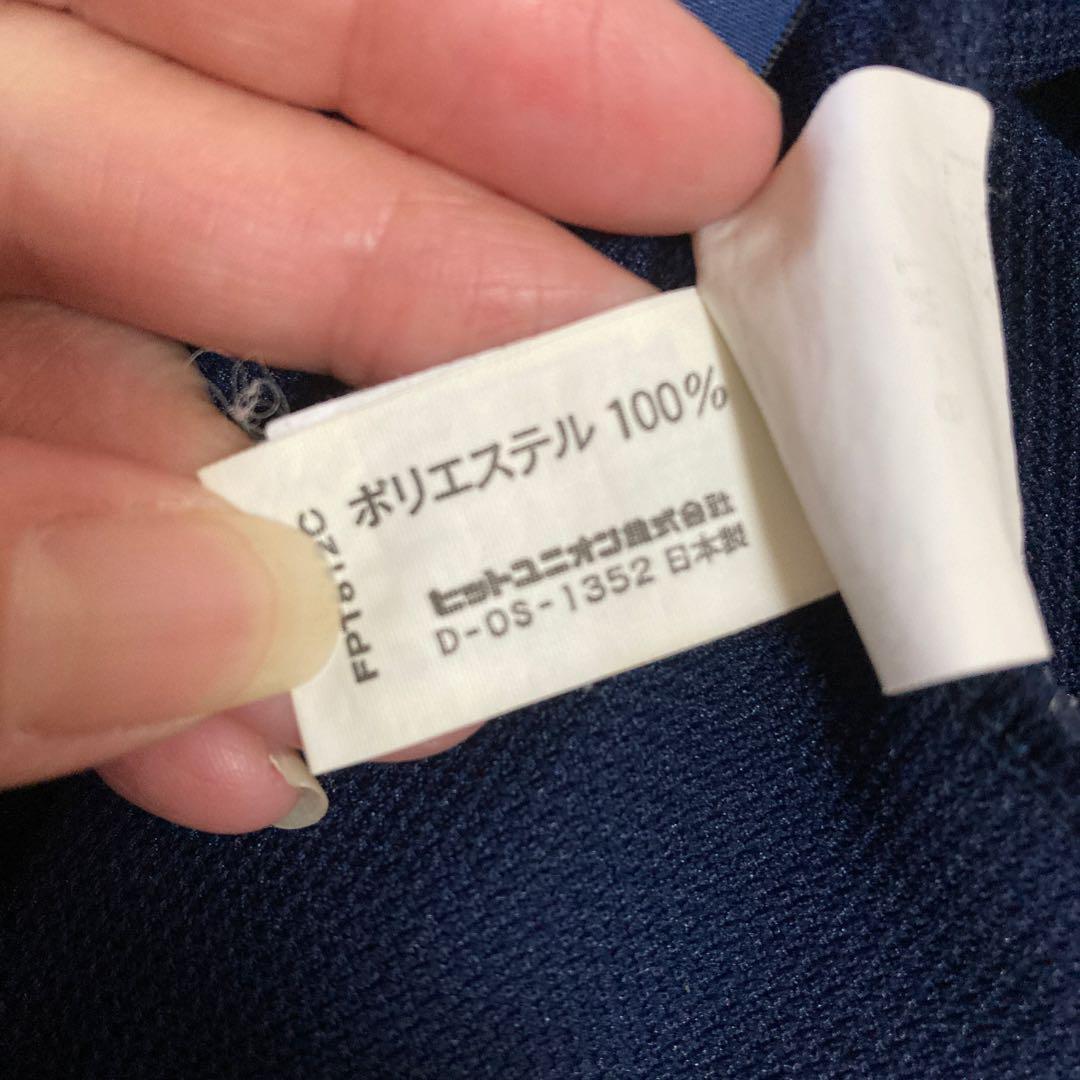 ポリエステル 100%
ヒットユニオン株式会社
D-OS-1352 日本製